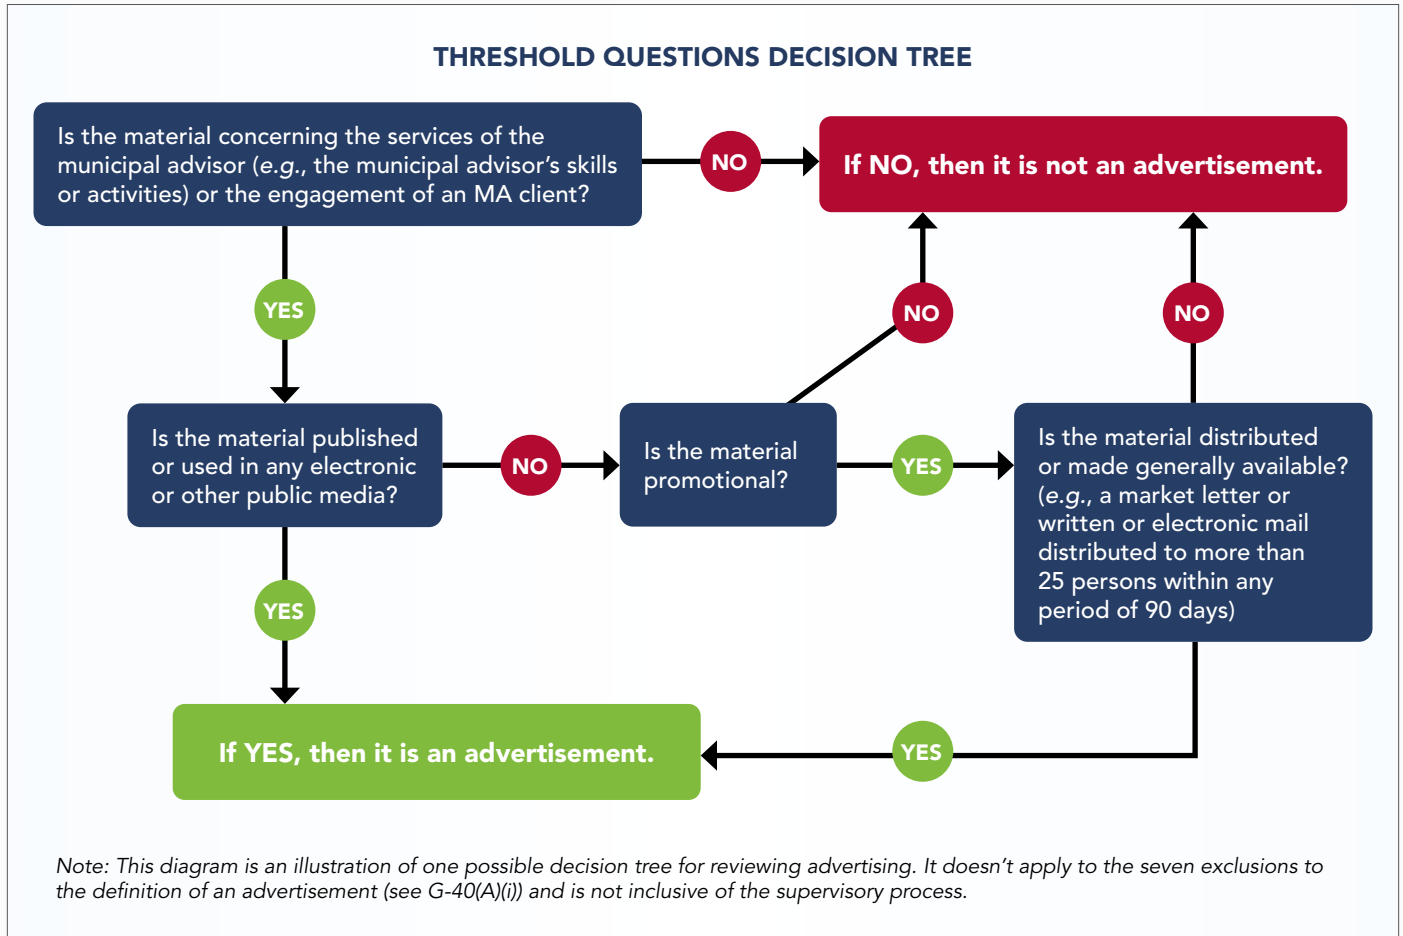 THRESHOLD QUESTIONS DECISION TREE
Is the material concerning the services of the
municipal advisor (e.g., the municipal advisor’s skills
or activities) or the engagement of an MA client?
NO
If NO, then it is not an advertisement.
YES
NO
NO
Is the material published
or used in any electronic
or other public media?
NO
Is the material
promotional?
YES
Is the material distributed
or made generally available?
(e.g., a market letter or
written or electronic mail
distributed to more than
25 persons within any
period of 90 days)
YES
If YES, then it is an advertisement.
YES
Note: This diagram is an illustration of one possible decision tree for reviewing advertising. It doesn’t apply to the seven exclusions to
the definition of an advertisement (see G-40(A)(i)) and is not inclusive of the supervisory process.